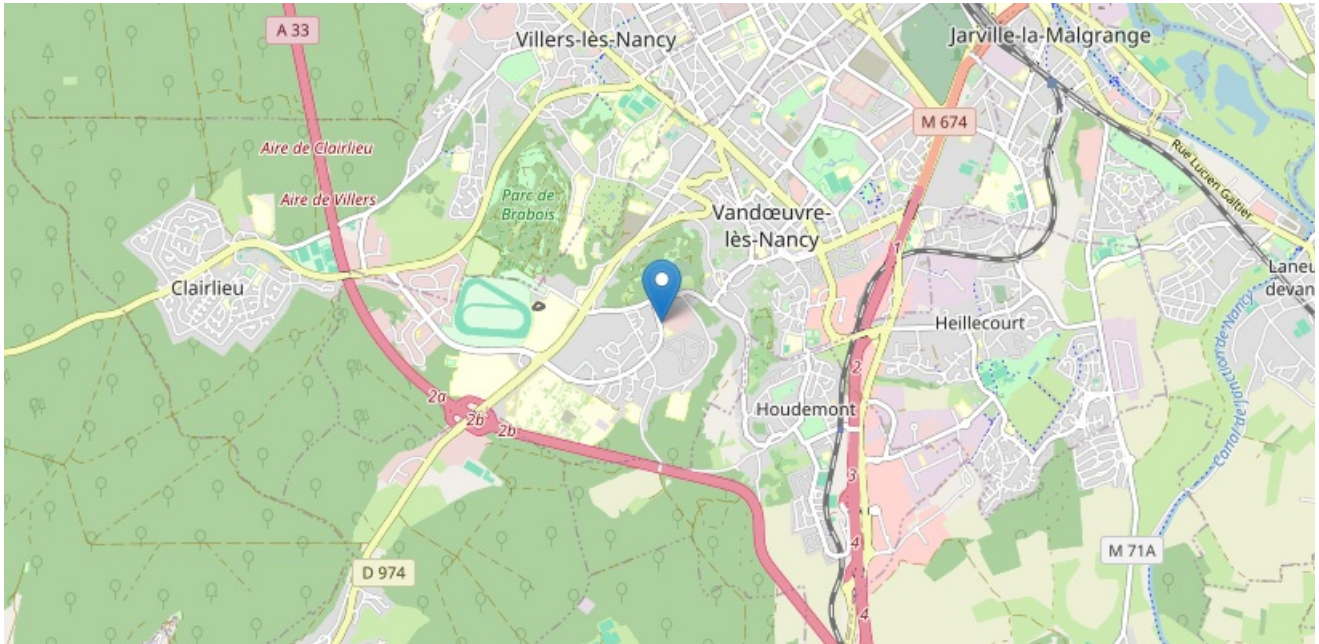 A 33
Villers-lès-Nancy
Jarville-la-Malgrange
M 674
Aire de Clairlieu
Rue Lucien Galtier
Aire de Villers
Parc de
Brabois
Vandœuvre-
lès-Nancy
1
Clairlieu
Laneu
devan
Heillecourt
Canal de jonction de Nancy
2
2a
2b
2b
Houdemont
3
4
M 71A
D 974
4